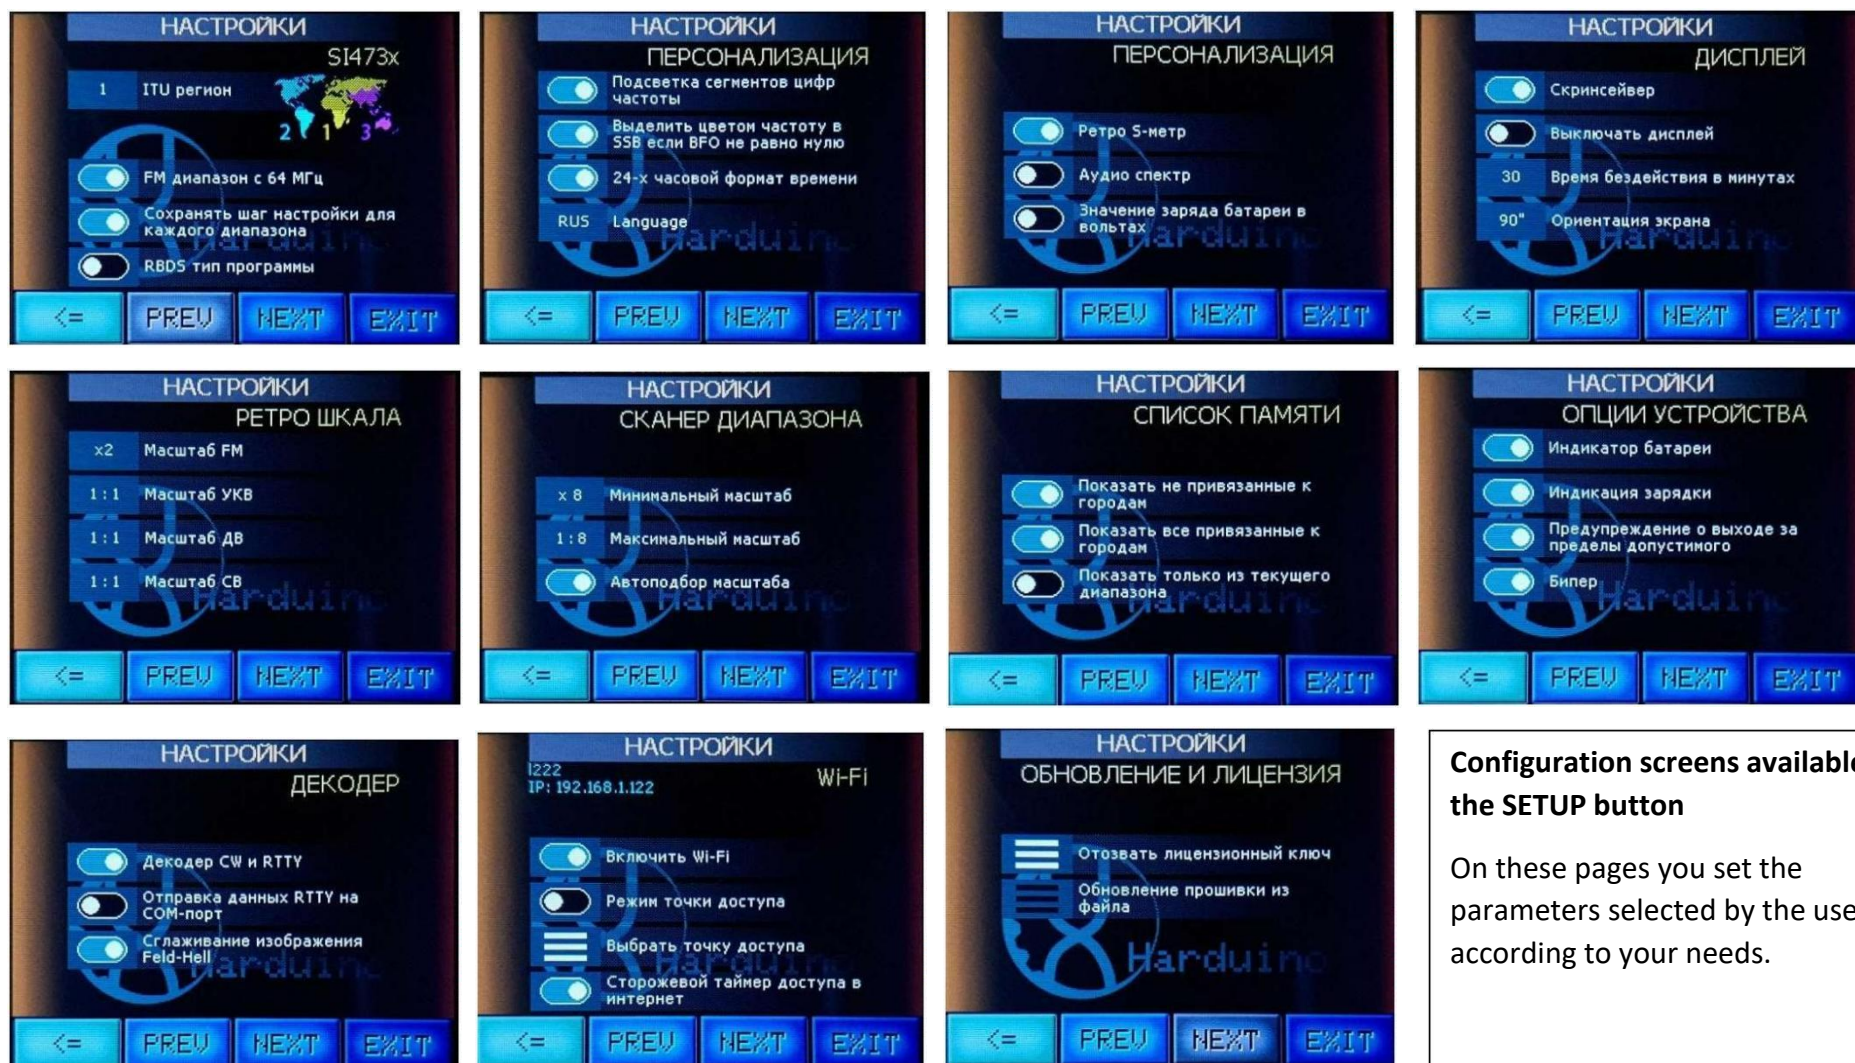 НАСТРОЙКИ
SI473x
1 ITU регион
2 1 3
FM диапазон с 64 МГц
Сохранять шаг настройки для
каждого диапазона
Harduino
RBDS тип программы
<= PREV NEXT EXIT
НАСТРОЙКИ
ПЕРСОНАЛИЗАЦИЯ
Подсветка сегментов цифр
частоты
Выделить цветом частоту в
SSB если BFO не равно нулю
24-х часовой формат времени
RUS Language
Harduino
<= PREV NEXT EXIT
НАСТРОЙКИ
ПЕРСОНАЛИЗАЦИЯ
Ретро S-метр
Аудио спектр
Значение заряда батареи в
вольтах
Harduino
<= PREV NEXT EXIT
НАСТРОЙКИ
ДИСПЛЕЙ
Скринсейвер
Выключать дисплей
30 Время бездействия в минутах
90" Ориентация экрана
Harduino
<= PREV NEXT EXIT
НАСТРОЙКИ
РЕТРО ШКАЛА
x2 Масштаб FM
1:1 Масштаб УКВ
1:1 Масштаб ДВ
1:1 Масштаб СВ
Harduino
<= PREV NEXT EXIT
НАСТРОЙКИ
СКАНЕР ДИАПАЗОНА
x 8 Минимальный масштаб
1:8 Максимальный масштаб
Автоподбор масштаба
Harduino
<= PREV NEXT EXIT
НАСТРОЙКИ
СПИСОК ПАМЯТИ
Показать не привязанные к
городам
Показать все привязанные к
городам
Показать только из текущего
диапазона
Harduino
<= PREV NEXT EXIT
НАСТРОЙКИ
ОПЦИИ УСТРОЙСТВА
Индикатор батареи
Индикация зарядки
Предупреждение о выходе за
пределы допустимого
Бипер
Harduino
<= PREV NEXT EXIT
НАСТРОЙКИ
ДЕКОДЕР
Декодер CW и RTTY
Отправка данных RTTY на
COM-порт
Сглаживание изображения
Feld-Hell
Harduino
<= PREV NEXT EXIT
НАСТРОЙКИ
l222
IP: 192.168.1.122 Wi-Fi
Включить Wi-Fi
Режим точки доступа
Выбрать точку доступа
Harduino
Сторожевой таймер доступа в
интернет
<= PREV NEXT EXIT
НАСТРОЙКИ
ОБНОВЛЕНИЕ И ЛИЦЕНЗИЯ
Отозвать лицензионный ключ
Обновление прошивки из
файла
Harduino
<= PREV NEXT EXIT
Configuration screens available
the SETUP button
On these pages you set the
parameters selected by the use
according to your needs.